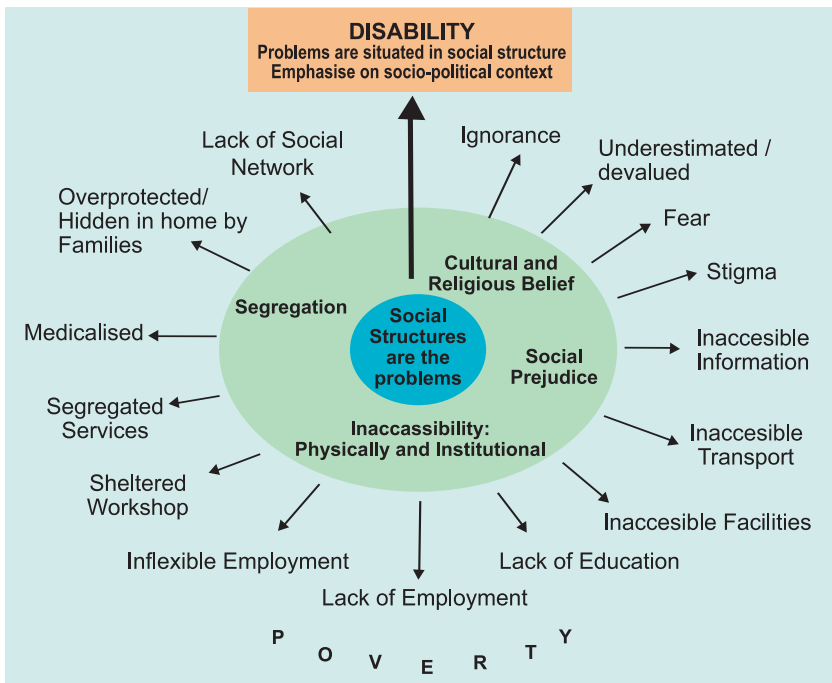 DISABILITY
Problems are situated in social structure
Emphasise on socio-political context
Lack of Social
Network
Ignorance
Underestimated /
devalued
Overprotected/
Hidden in home by
Families
Fear
Cultural and
Religious Belief
Stigma
Segregation
Social
Structures
are the
problems
Medicalised
Social
Prejudice
Inaccesible
Information
Segregated
Services
Inaccassibility:
Physically and Institutional
Inaccesible
Transport
Sheltered
Workshop
Inaccesible Facilities
Inflexible Employment
Lack of Education
Lack of Employment
POVERTY